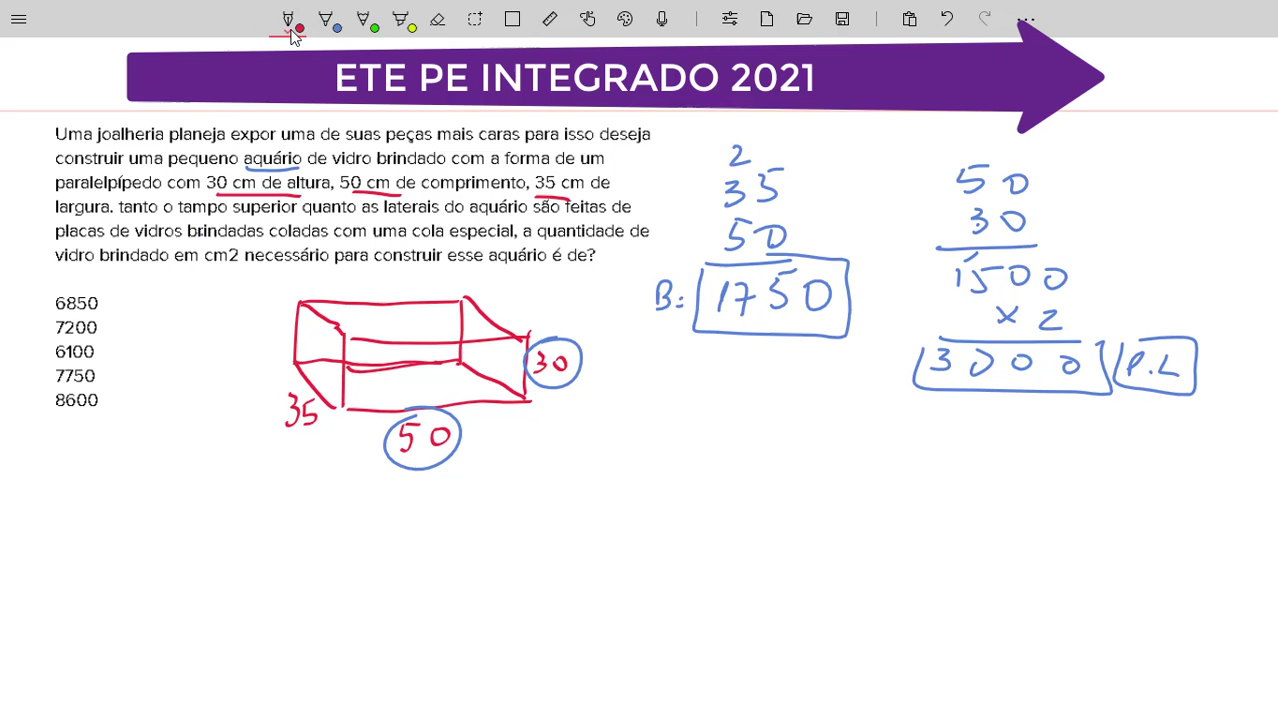 ETE PE INTEGRADO 2021
Uma joalheria planeja expor uma de suas peças mais caras para isso deseja
construir uma pequeno aquário de vidro brindado com a forma de um
paralelpípedo com 30 cm de altura, 50 cm de comprimento, 35 cm de
largura. tanto o tampo superior quanto as laterais do aquário são feitas de
placas de vidros brindadas coladas com uma cola especial, a quantidade de
vidro brindado em cm2 necessário para construir esse aquário é de?
6850
7200
6100
7750
8600
30
35
50
2
35
50
B: 1750
50
30
1500
x 2
3000 P.L